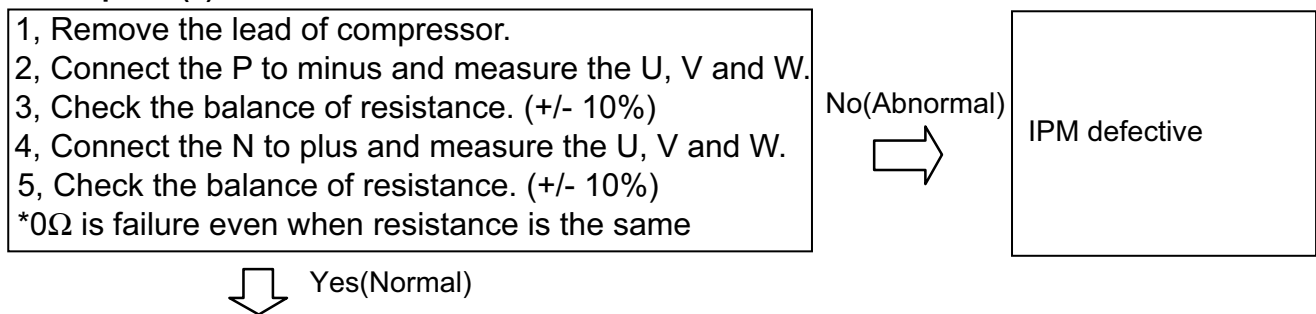 1, Remove the lead of compressor.
2, Connect the P to minus and measure the U, V and W.
3, Check the balance of resistance. (+/- 10%)
4, Connect the N to plus and measure the U, V and W.
5, Check the balance of resistance. (+/- 10%)
*0Ω is failure even when resistance is the same
No(Abnormal)
IPM defective
Yes(Normal)